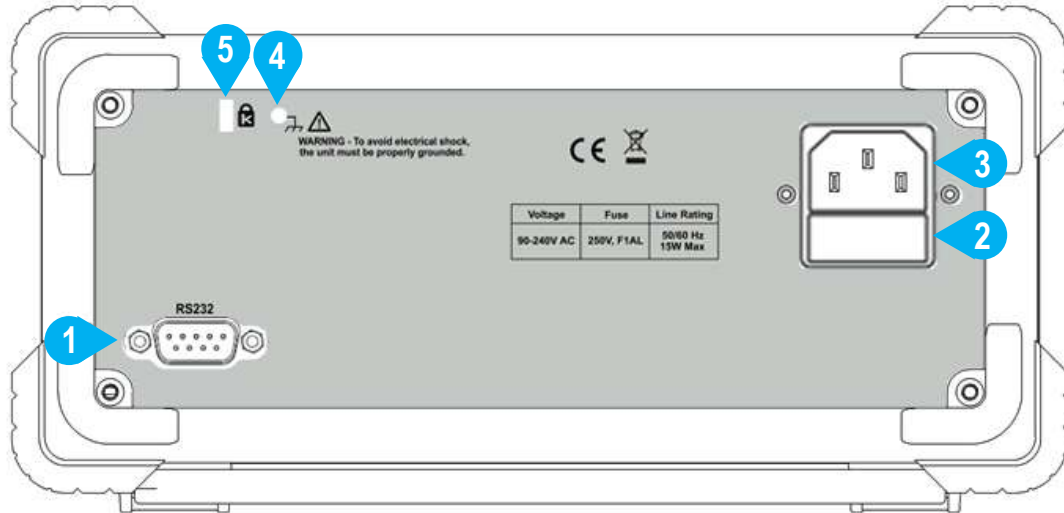 5
4
K
WARNING - To avoid electrical shock,
the unit must be properly grounded.
CE
3
Voltage Fuse Line Rating
90-240V AC 250V, F1AL 50/60 Hz
15W Max
2
RS232
1